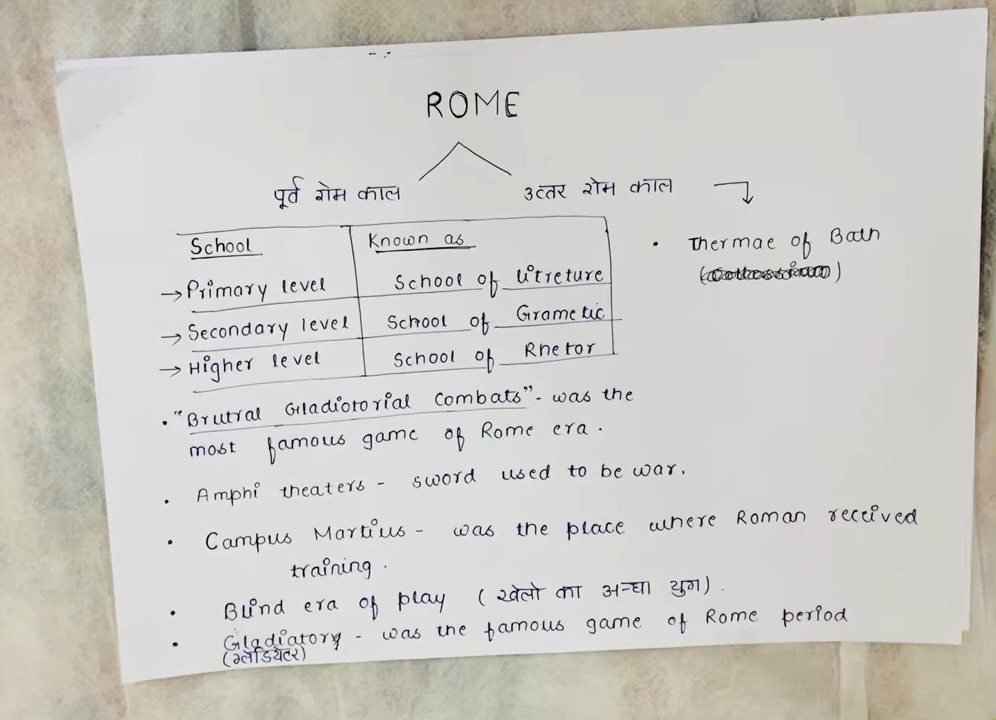 ROME
पूर्व रोम काल
उत्तर रोम काल
School Known as
→ Primary level School of Litreture
→ Secondary level School of Grametic
→ Higher level School of Rhetor
• Thermae of Bath
• "Brutral Gladiotorial Combats" - was the
most famous game of Rome era.
• Amphi theaters - sword used to be war.
• Campus Martius - was the place where Roman received
training.
• Blind era of play (खेलो का अन्धा युग).
• Gladiatory - was the famous game of Rome period
(ग्लेडियेटर)